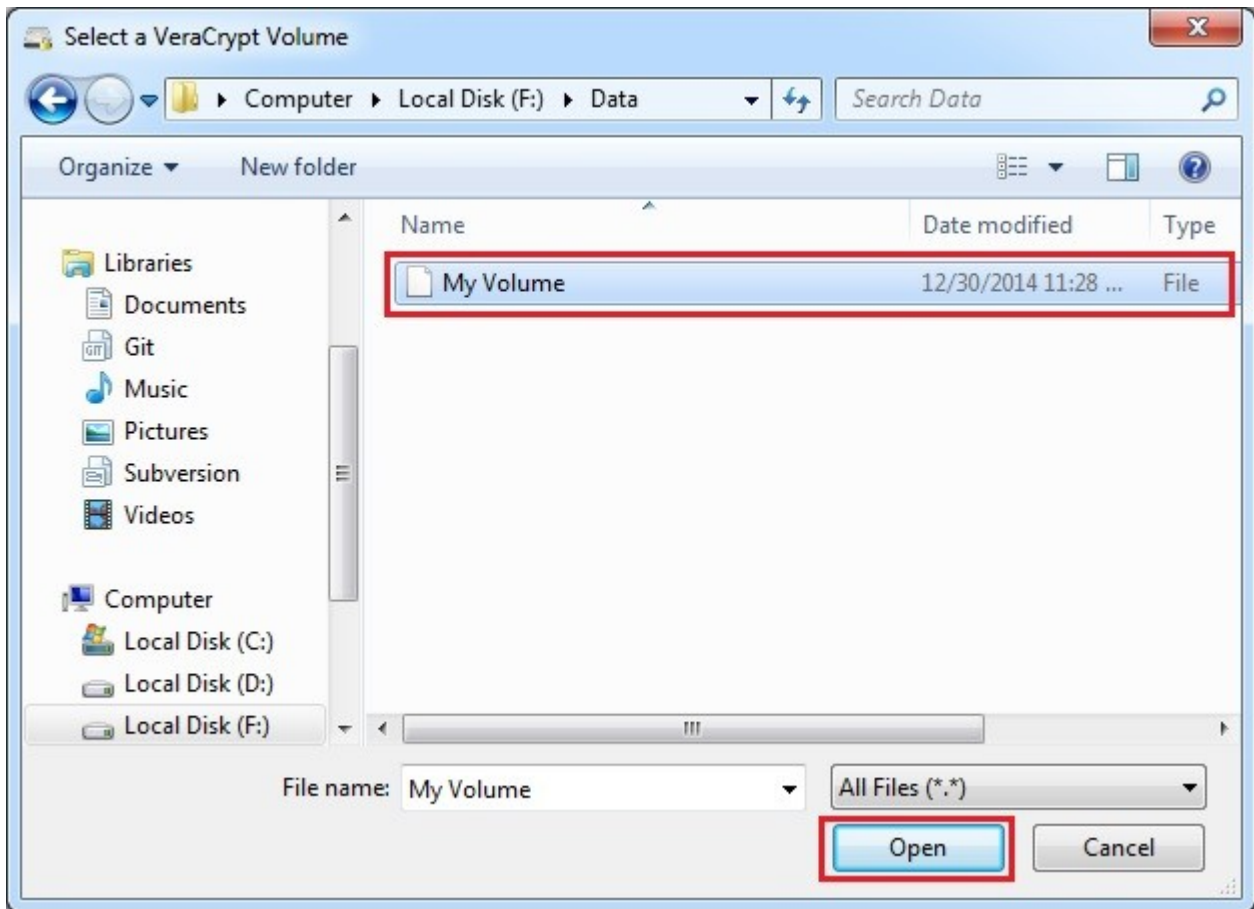 Select a VeraCrypt Volume
Computer Local Disk (F:) Data Search Data
Organize New folder
Name Date modified Type
My Volume 12/30/2014 11:28 ... File
Libraries
Documents
GIT Git
Music
Pictures
Subversion
Videos
Computer
Local Disk (C:)
Local Disk (D:)
Local Disk (F:)
File name: My Volume All Files (*.*)
Open Cancel